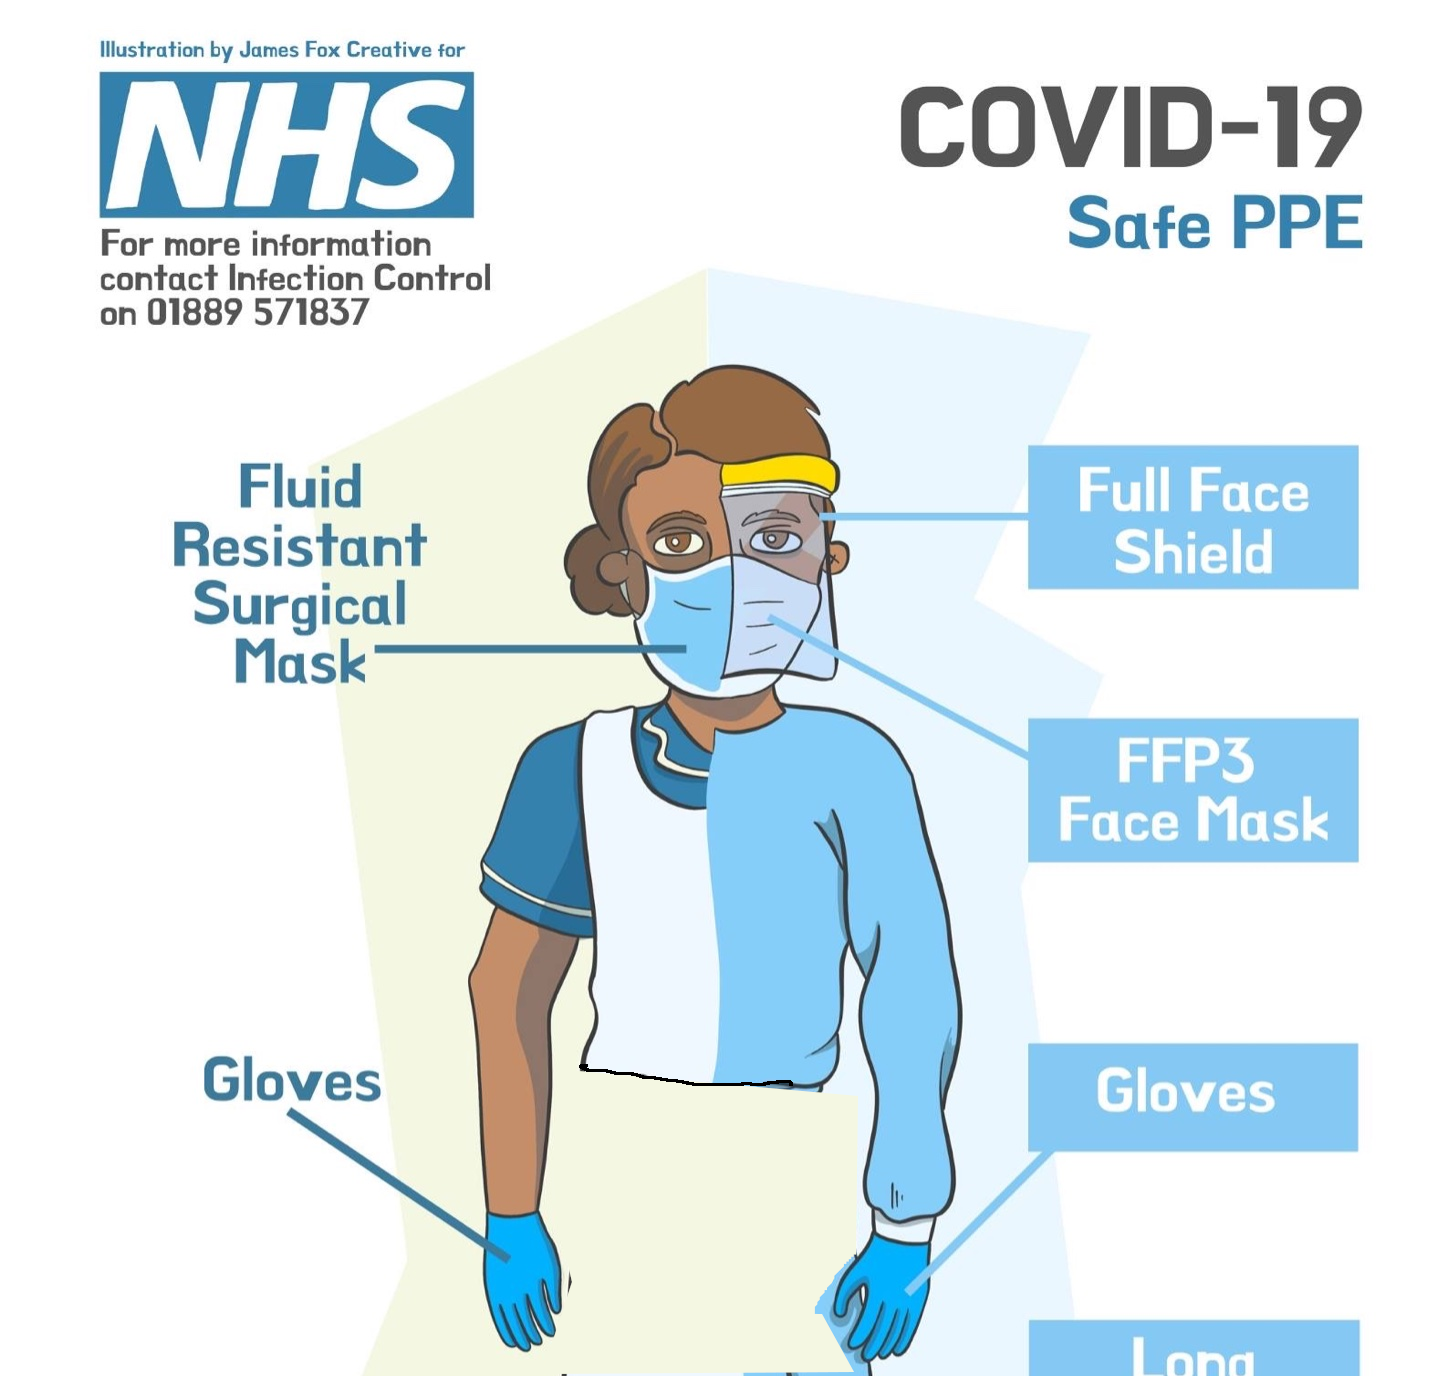 Illustration by James Fox Creative for
NHS
For more information
contact Infection Control
on 01889 571837
COVID-19
Safe PPE
Fluid
Resistant
Surgical
Mask
Full Face
Shield
FFP3
Face Mask
Gloves
Gloves
Long